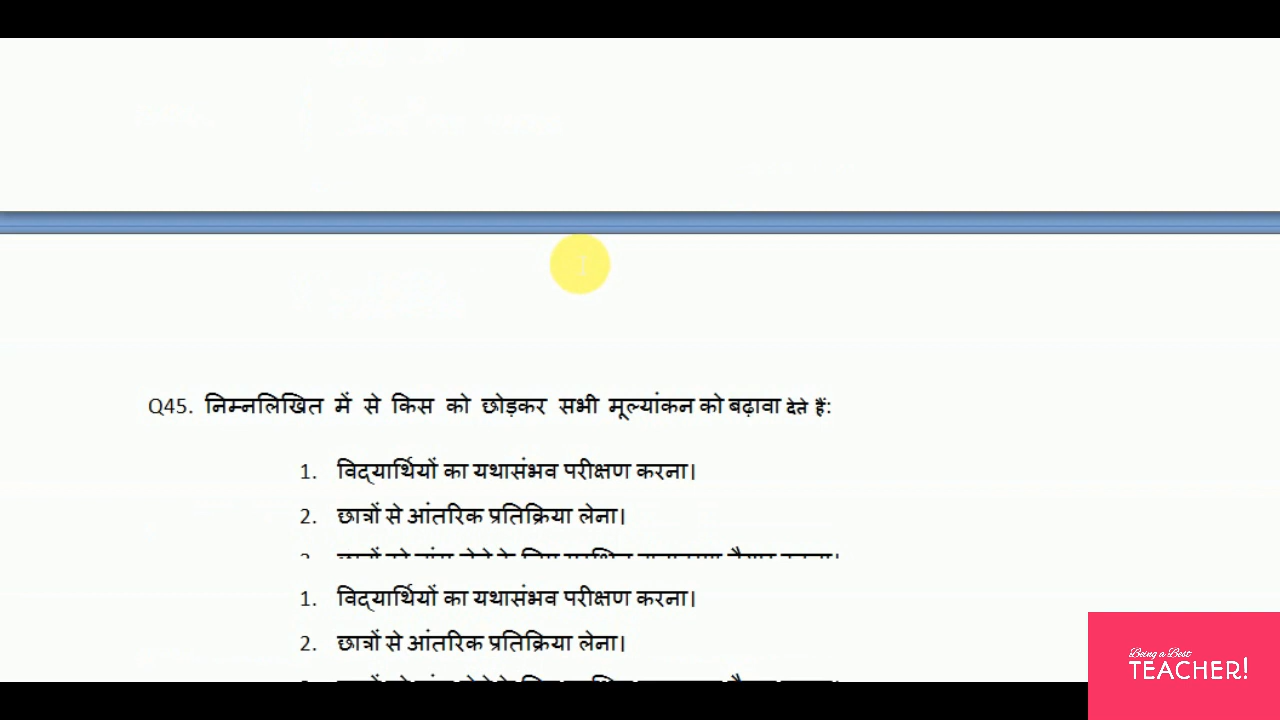 Q45. निम्नलिखित में से किस को छोड़कर सभी मूल्यांकन को बढ़ावा देते हैं:
1. विद्यार्थियों का यथासंभव परीक्षण करना।
2. छात्रों से आंतरिक प्रतिक्रिया लेना।
1. विद्यार्थियों का यथासंभव परीक्षण करना।
2. छात्रों से आंतरिक प्रतिक्रिया लेना।
Being a Best
TEACHER!